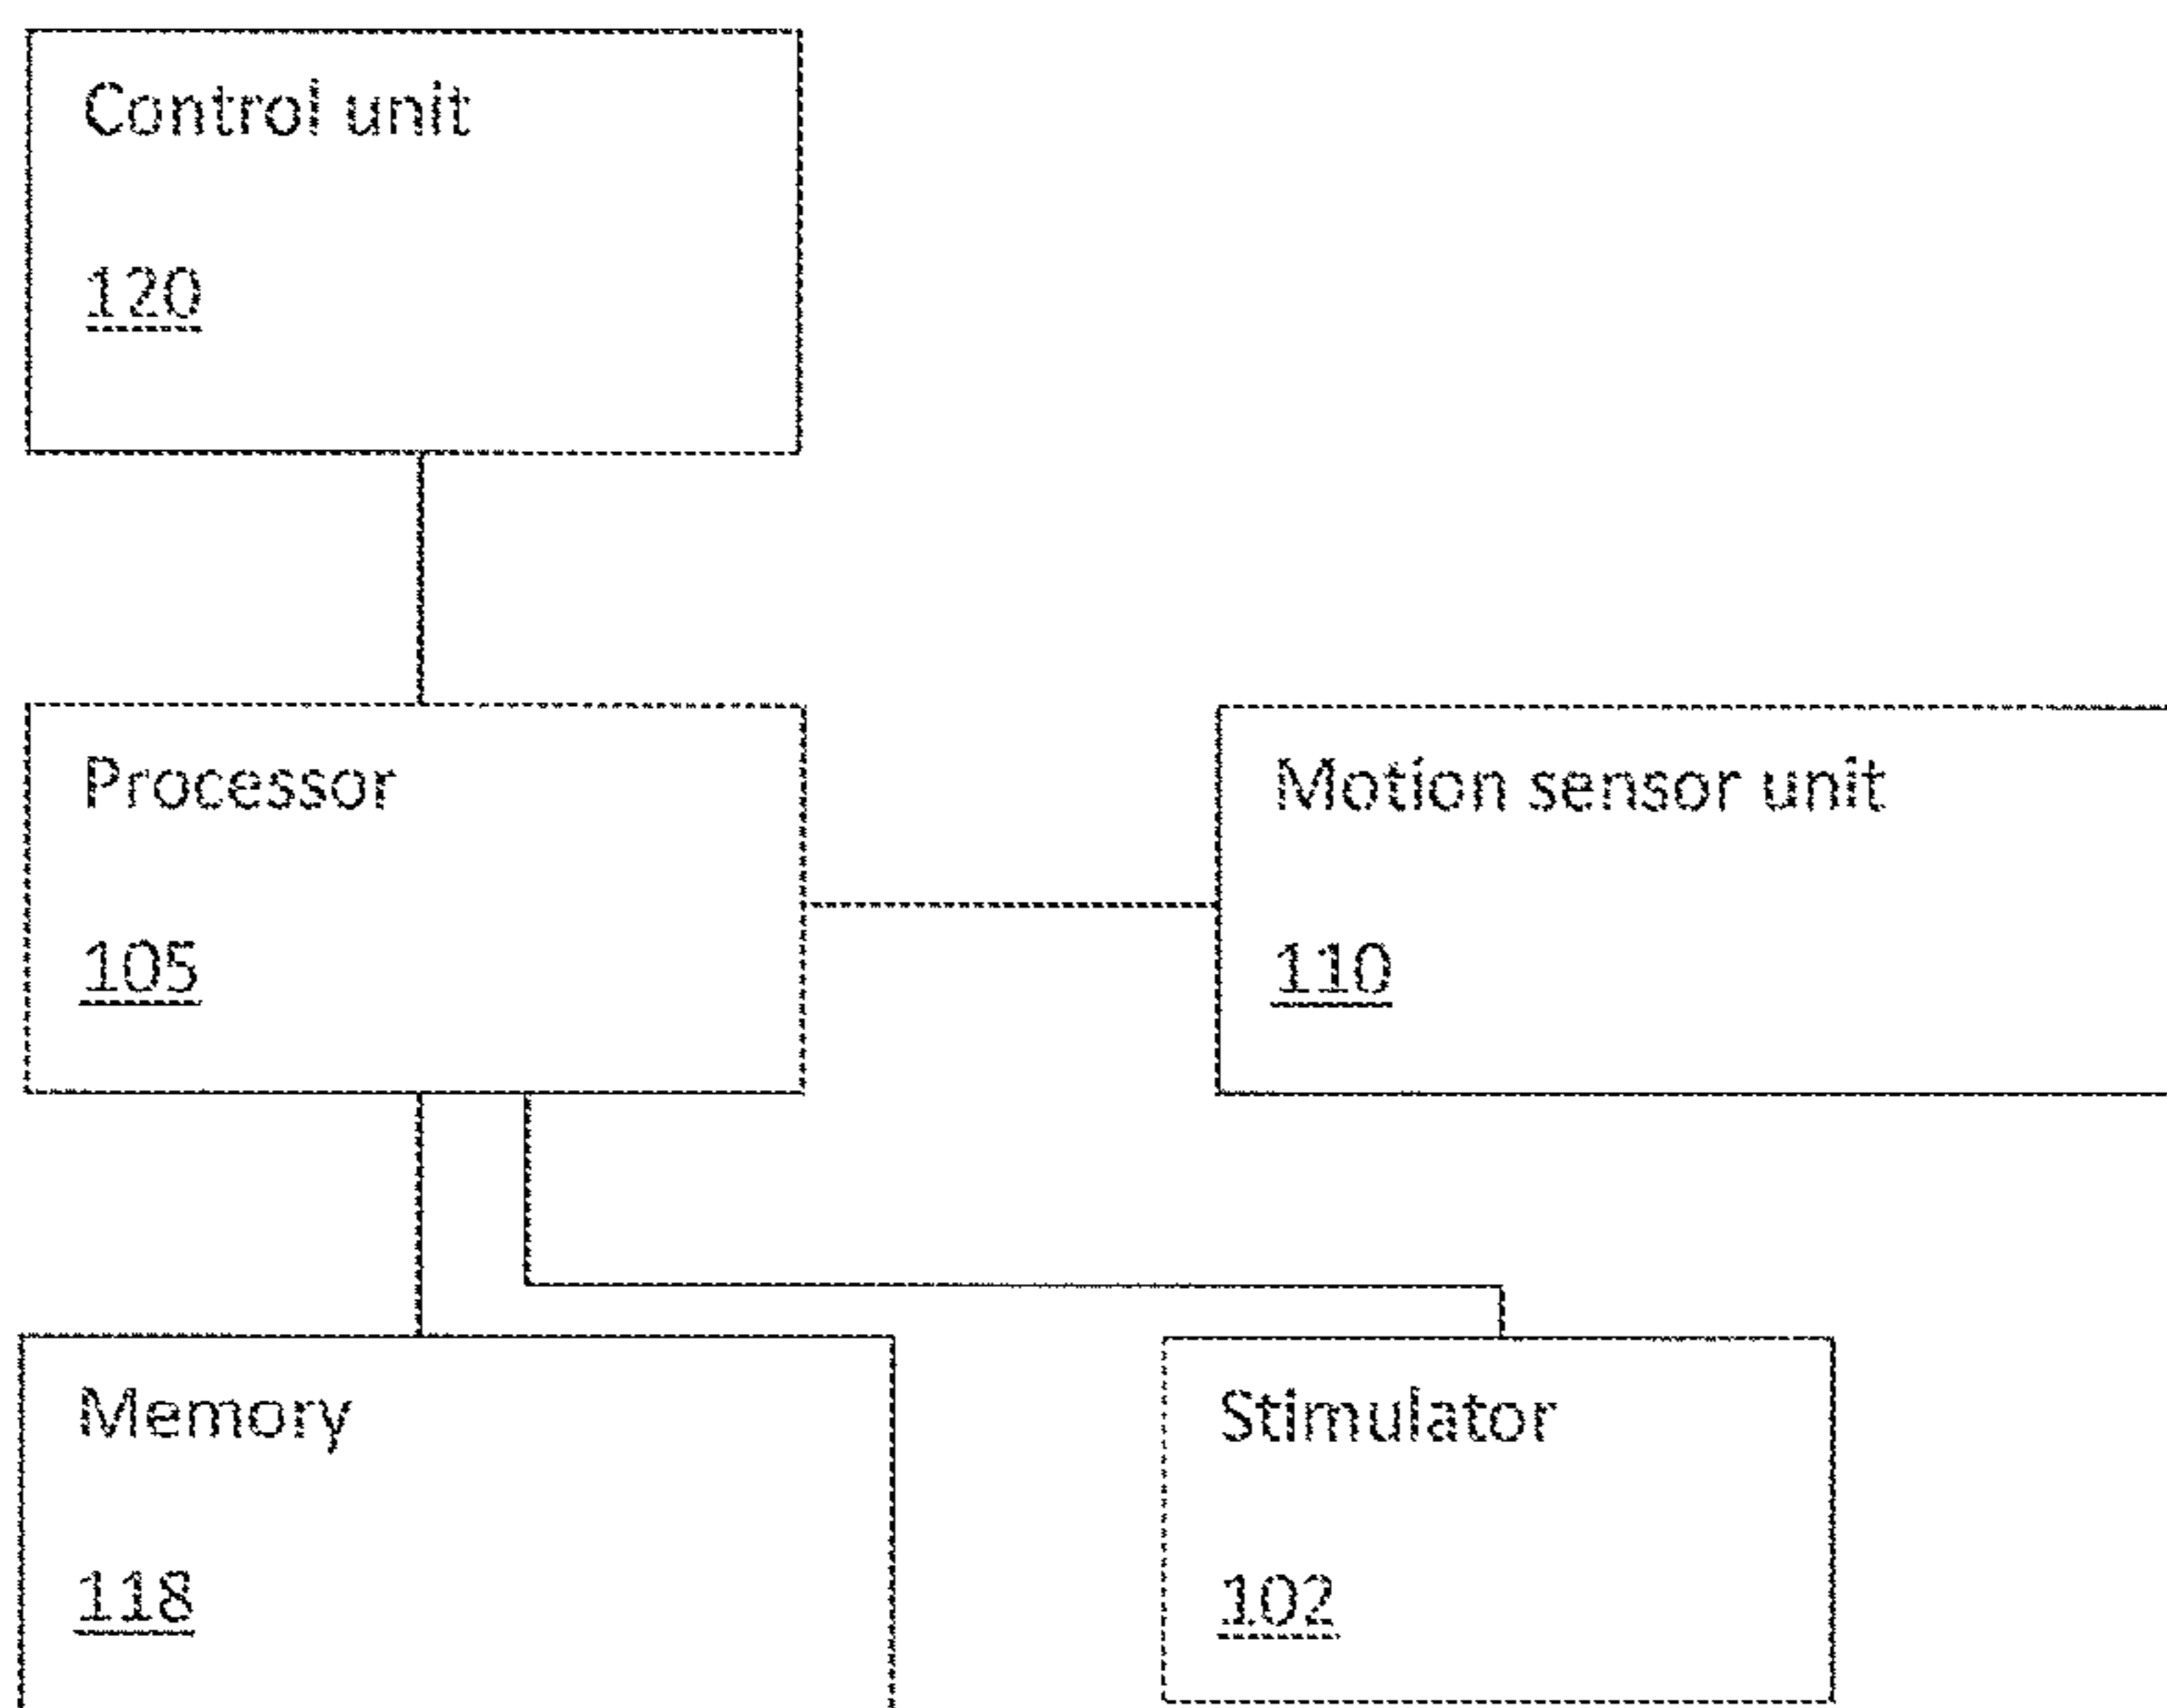 Control unit
120
Processor
105
Motion sensor unit
110
Memory
118
Stimulator
102